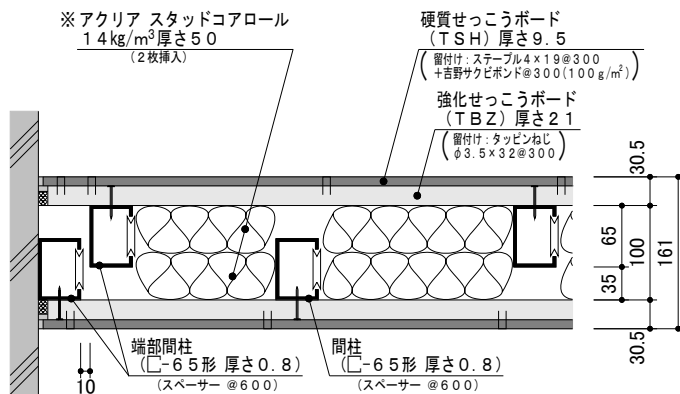 ※アクリア スタッドコアロール
14kg/m³厚さ50
(2枚挿入)
硬質せっこうボード
(TSH) 厚さ9.5
(留付け:ステープル4×19@300
+吉野サクビボンド@300(100g/㎡))
強化せっこうボード
(TBZ) 厚さ21
(留付け:タッピンねじ
φ3.5×32@300)
30.5
65
100
161
35
30.5
端部間柱
(□-65形 厚さ0.8)
(スペーサー @600)
間柱
(□-65形 厚さ0.8)
(スペーサー @600)
10